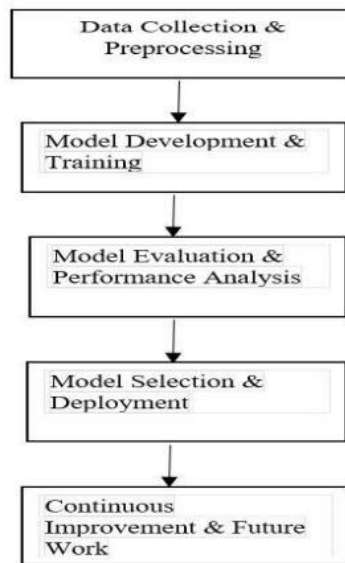 Data Collection &
Preprocessing
Model Development &
Training
Model Evaluation &
Performance Analysis
Model Selection &
Deployment
Continuous
Improvement & Future
Work